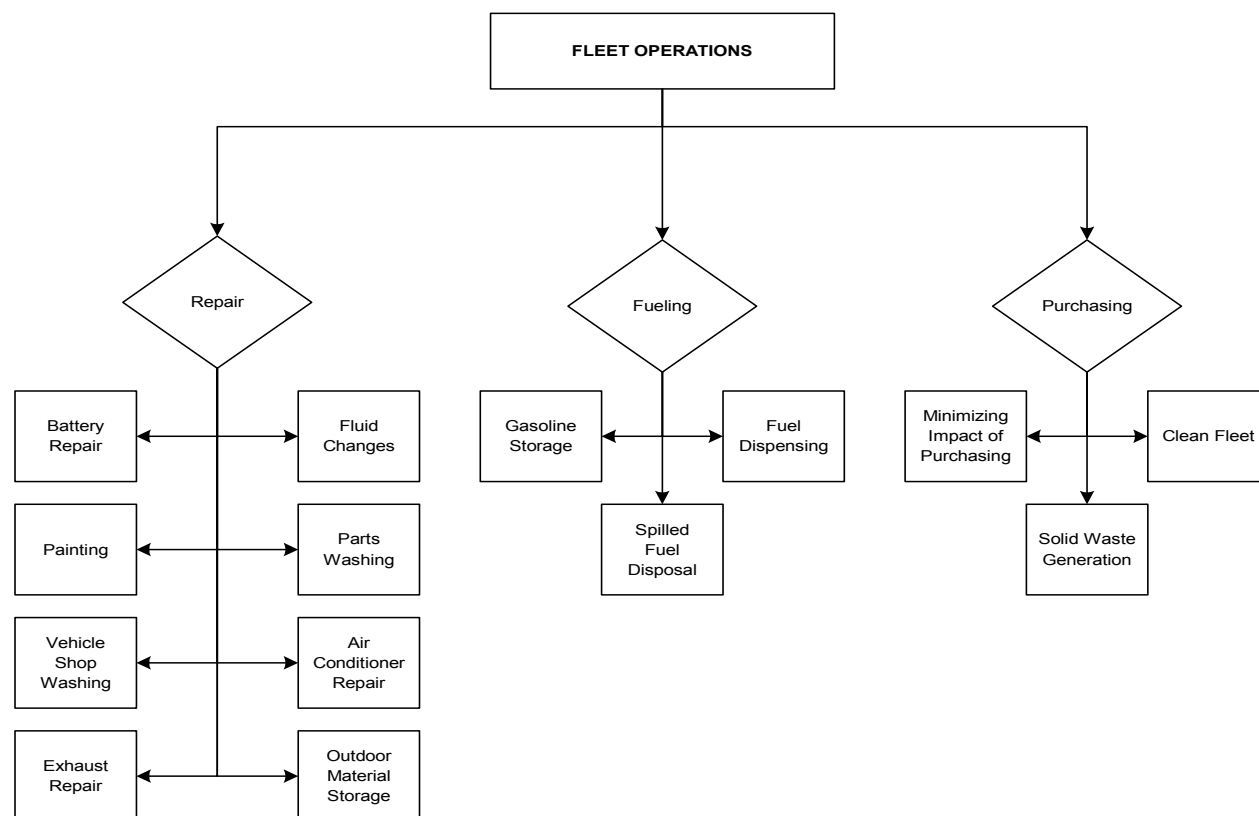 FLEET OPERATIONS
Repair
Fueling
Purchasing
Battery
Repair
Fluid
Changes
Gasoline
Storage
Fuel
Dispensing
Minimizing
Impact of
Purchasing
Clean Fleet
Painting
Parts
Washing
Spilled
Fuel
Disposal
Solid Waste
Generation
Vehicle
Shop
Washing
Air
Conditioner
Repair
Exhaust
Repair
Outdoor
Material
Storage